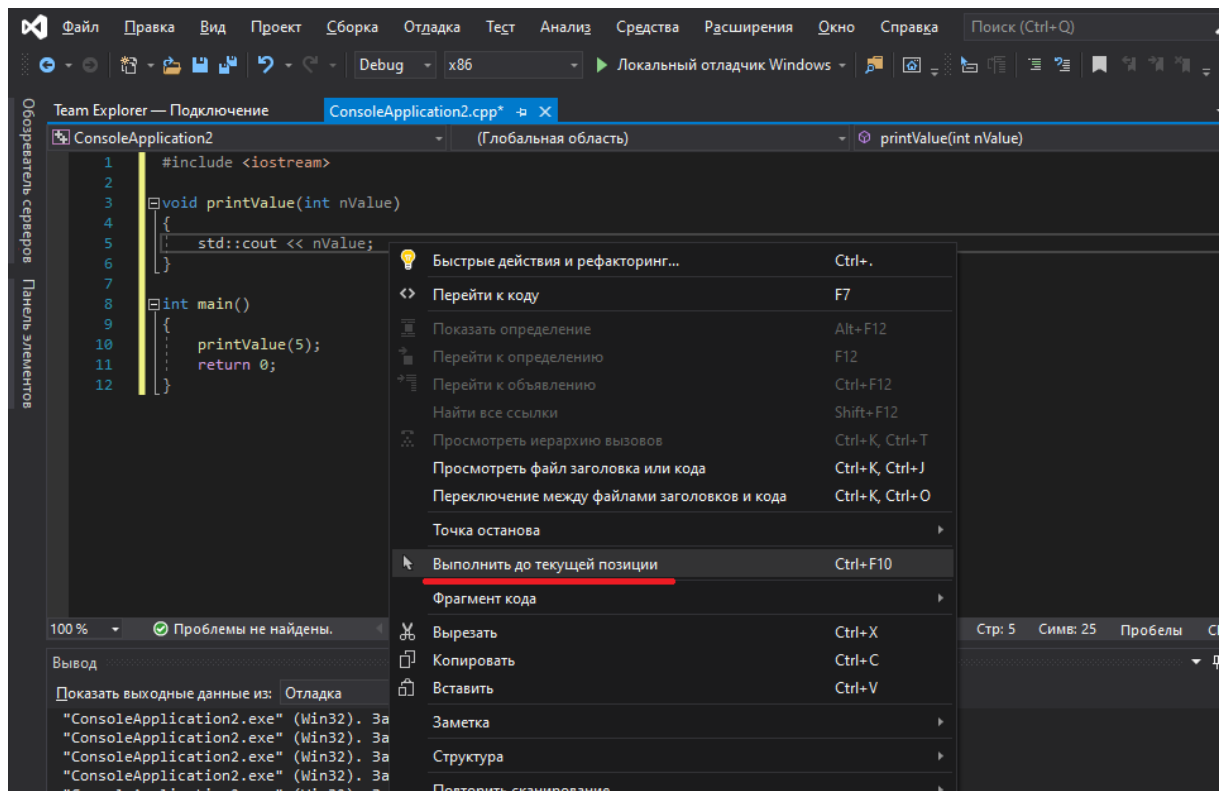 Файл Правка Вид Проект Сборка Отладка Тест Анализ Средства Расширения Окно Справка Поиск (Ctrl+Q)
Debug x86 Локальный отладчик Windows
Обозреватель серверов
Панель элементов
Team Explorer — Подключение ConsoleApplication2.cpp*
ConsoleApplication2 (Глобальная область) printValue(int nValue)
1 #include <iostream>
2
3 void printValue(int nValue)
4 {
5 std::cout << nValue;
6 }
7
8 int main()
9 {
10 printValue(5);
11 return 0;
12 }
Быстрые действия и рефакторинг... Ctrl+.
Перейти к коду F7
Показать определение Alt+F12
Перейти к определению F12
Перейти к объявлению Ctrl+F12
Найти все ссылки Shift+F12
Просмотреть иерархию вызовов Ctrl+K, Ctrl+T
Просмотреть файл заголовка или кода Ctrl+K, Ctrl+J
Переключение между файлами заголовков и кода Ctrl+K, Ctrl+O
Точка останова
Выполнить до текущей позиции Ctrl+F10
Фрагмент кода
Вырезать Ctrl+X
Копировать Ctrl+C
Вставить Ctrl+V
Заметка
Структура
Повторить сканирование
100 % Проблемы не найдены. Стр: 5 Симв: 25 Пробелы
Вывод
Показать выходные данные из: Отладка
"ConsoleApplication2.exe" (Win32). За
"ConsoleApplication2.exe" (Win32). За
"ConsoleApplication2.exe" (Win32). За
"ConsoleApplication2.exe" (Win32). За